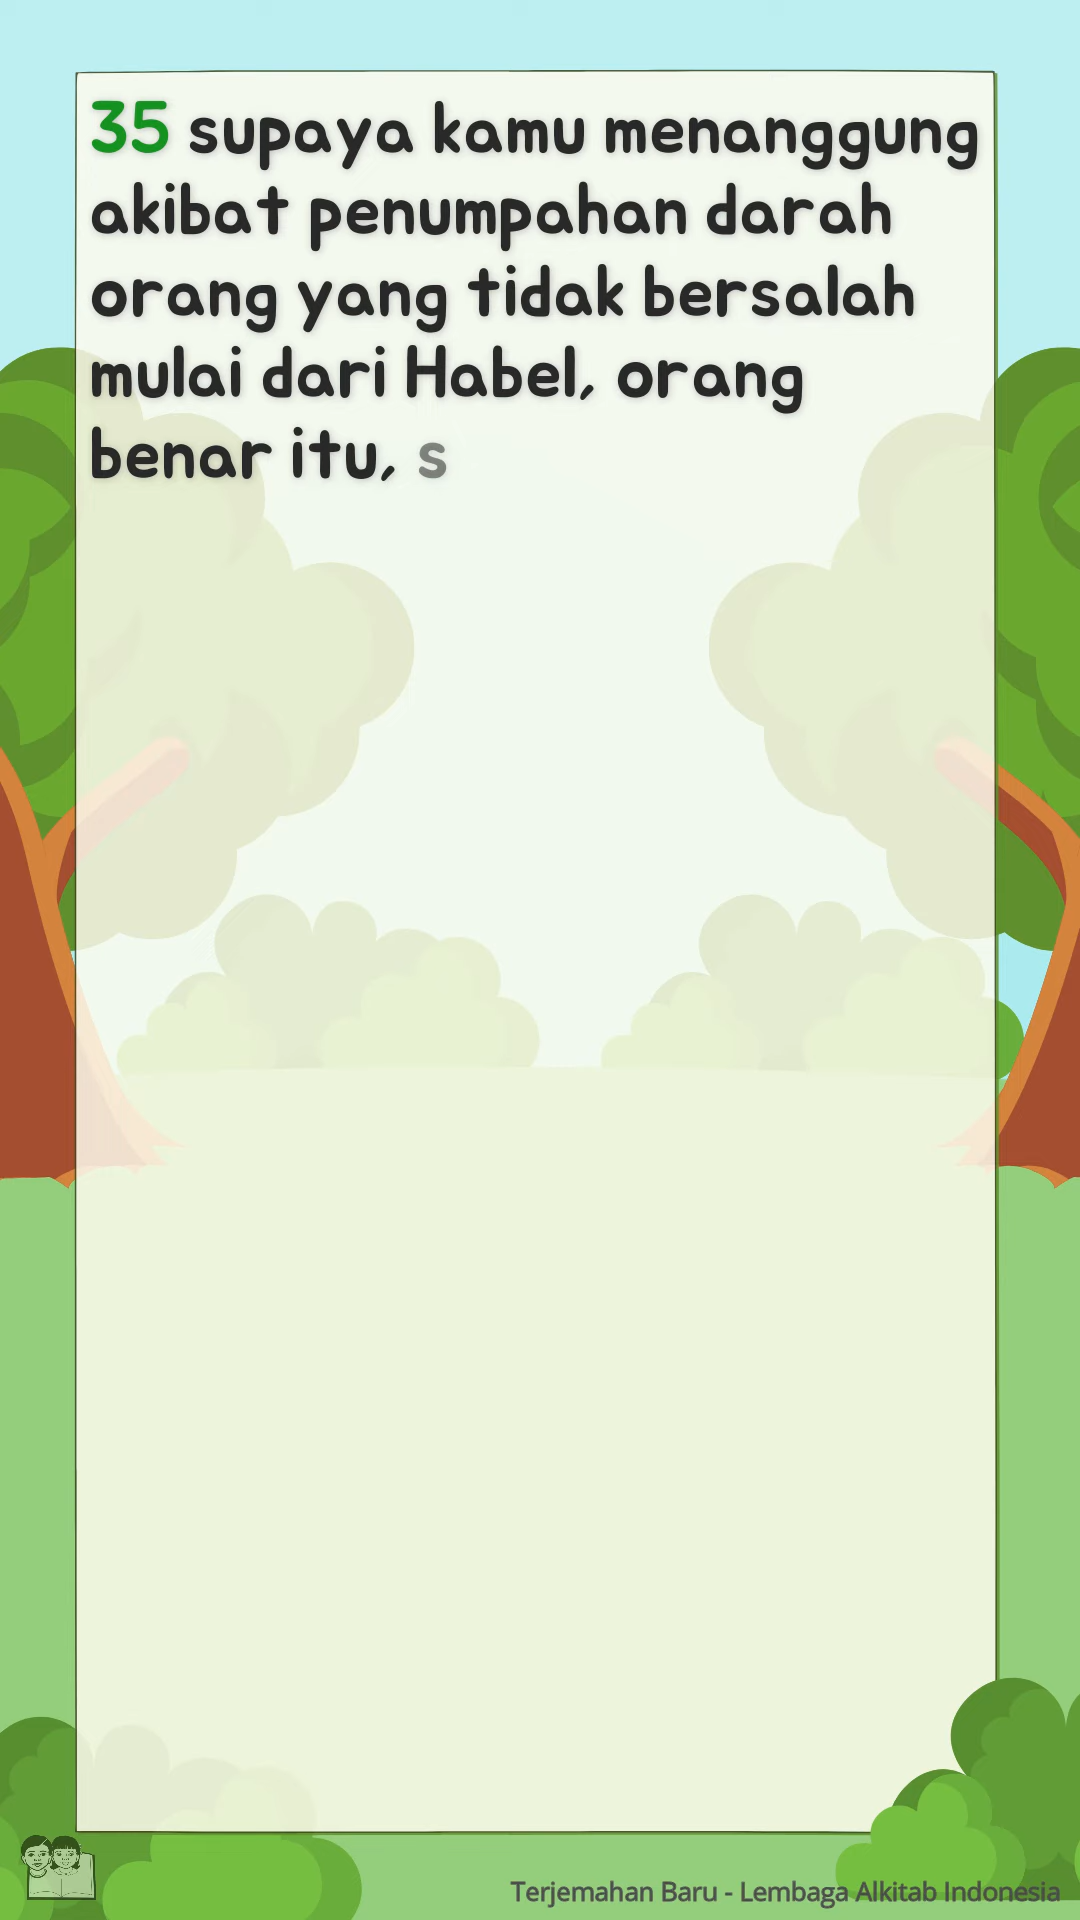 35 supaya kamu menanggung
akibat penumpahan darah
orang yang tidak bersalah
mulai dari Habel, orang
benar itu, s
Terjemahan Baru - Lembaga Alkitab Indonesia